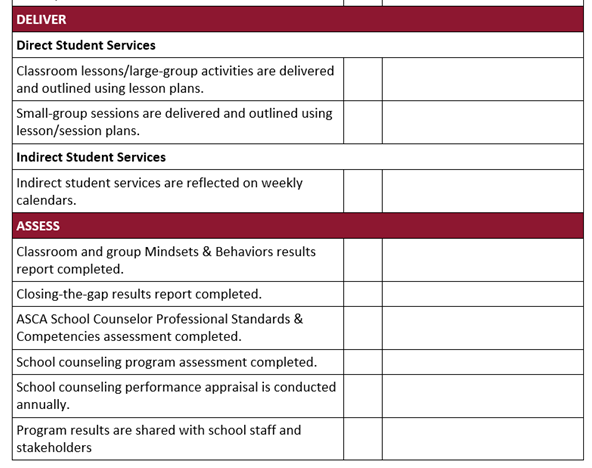 DELIVER
Direct Student Services
Classroom lessons/large-group activities are delivered
and outlined using lesson plans.
Small-group sessions are delivered and outlined using
lesson/session plans.
Indirect Student Services
Indirect student services are reflected on weekly
calendars.
ASSESS
Classroom and group Mindsets & Behaviors results
report completed.
Closing-the-gap results report completed.
ASCA School Counselor Professional Standards &
Competencies assessment completed.
School counseling program assessment completed.
School counseling performance appraisal is conducted
annually.
Program results are shared with school staff and
stakeholders